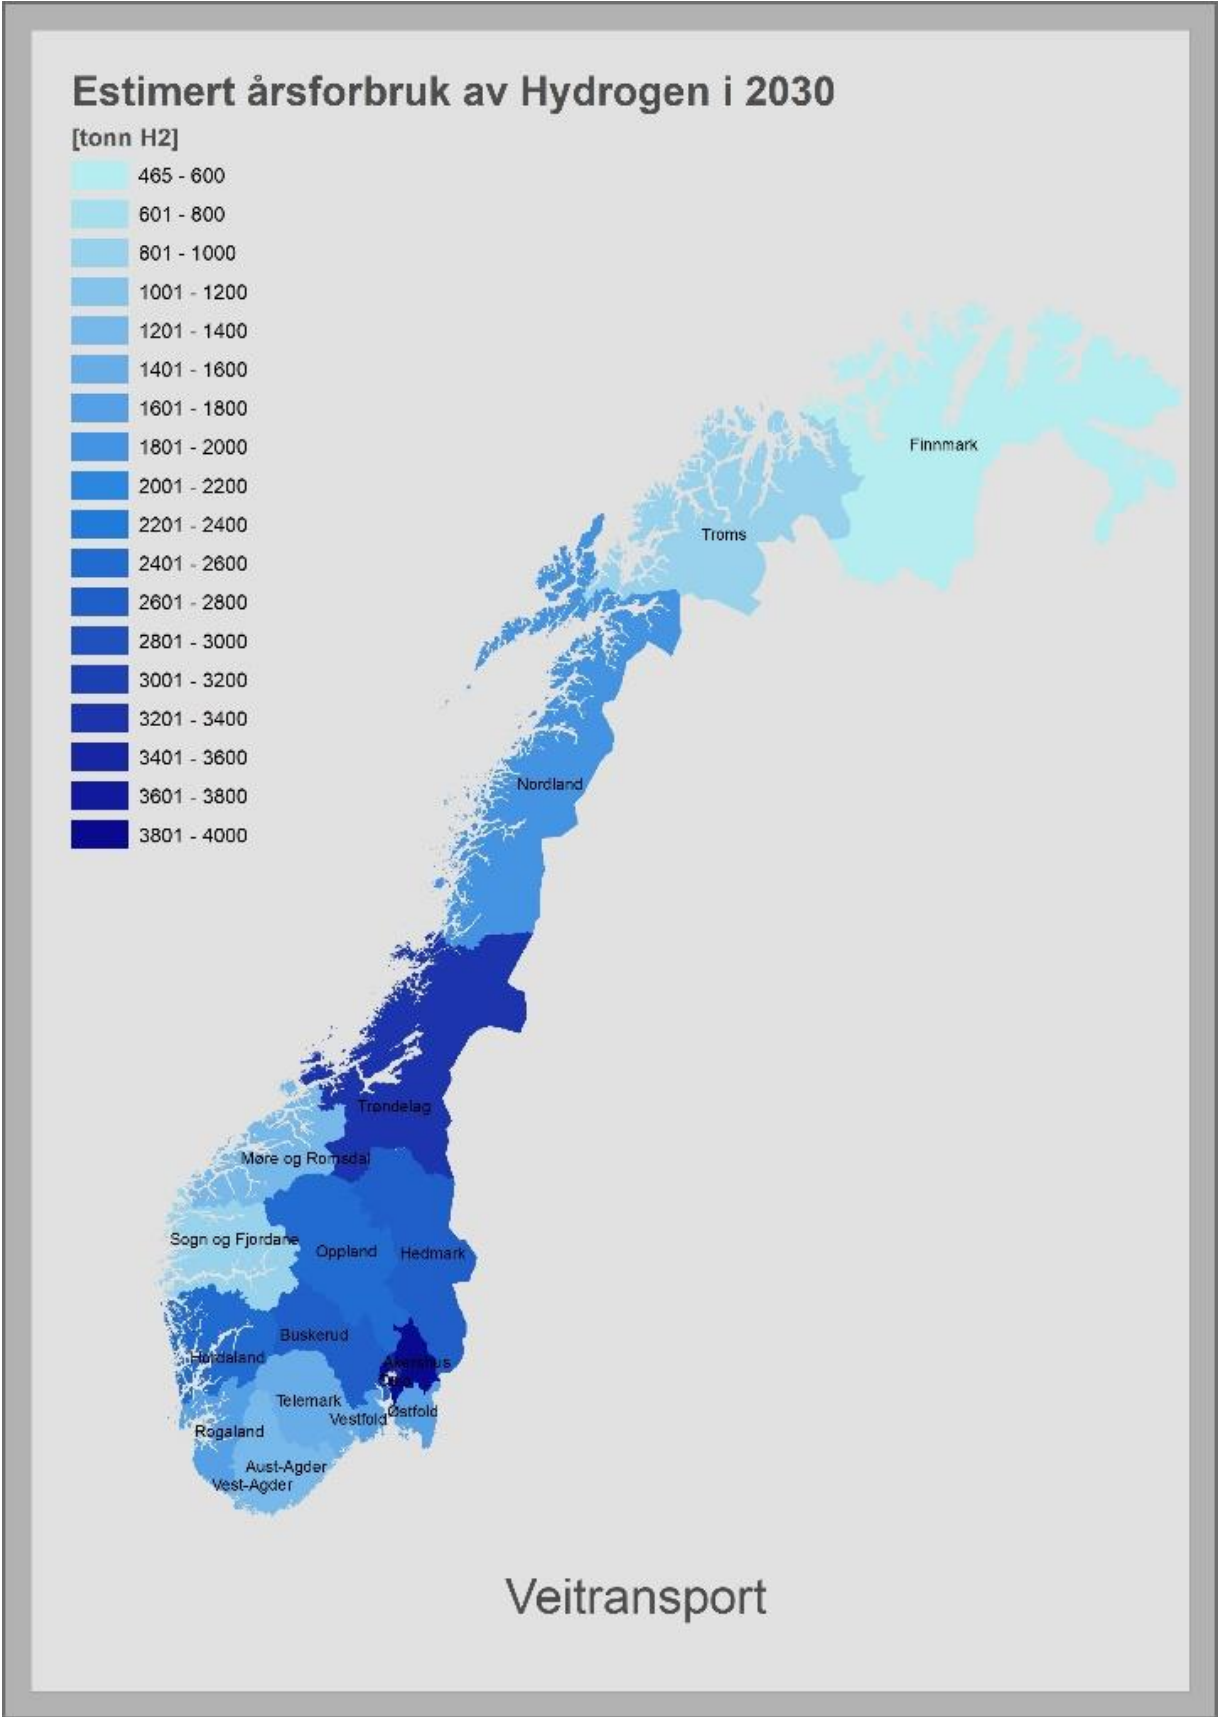 Estimert årsforbruk av Hydrogen i 2030
[tonn H2]
465 - 600
601 - 800
801 - 1000
1001 - 1200
1201 - 1400
1401 - 1600
1601 - 1800
1801 - 2000
2001 - 2200
2201 - 2400
2401 - 2600
2601 - 2800
2801 - 3000
3001 - 3200
3201 - 3400
3401 - 3600
3601 - 3800
3801 - 4000
Finnmark
Troms
Nordland
Trøndelag
Møre og Romsdal
Sogn og Fjordane
Oppland
Hedmark
Buskerud
Hordaland
Akershus
Oslo
Telemark
Vestfold
Østfold
Rogaland
Aust-Agder
Vest-Agder
Veitransport